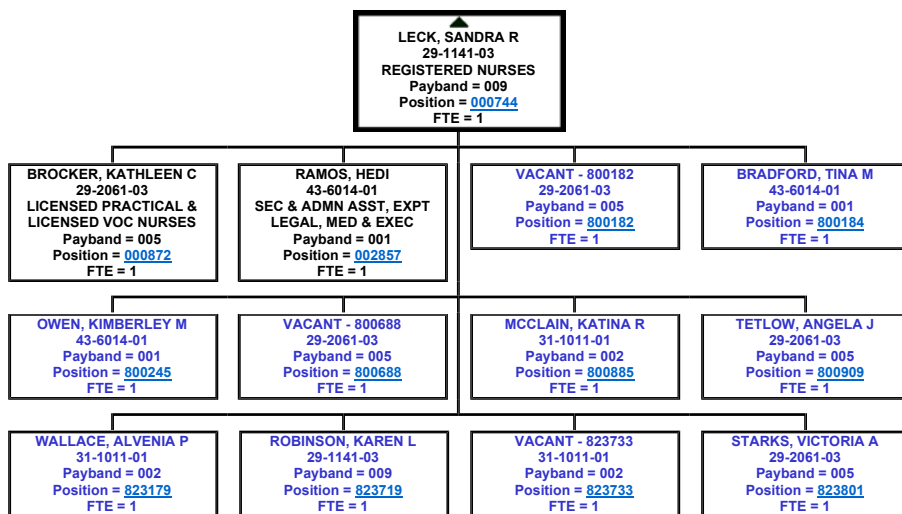 LECK, SANDRA R
29-1141-03
REGISTERED NURSES
Payband = 009
Position = 000744
FTE = 1
BROCKER, KATHLEEN C
29-2061-03
LICENSED PRACTICAL &
LICENSED VOC NURSES
Payband = 005
Position = 000872
FTE = 1
RAMOS, HEDI
43-6014-01
SEC & ADMN ASST, EXPT
LEGAL, MED & EXEC
Payband = 001
Position = 002857
FTE = 1
VACANT - 800182
29-2061-03
Payband = 005
Position = 800182
FTE = 1
BRADFORD, TINA M
43-6014-01
Payband = 001
Position = 800184
FTE = 1
OWEN, KIMBERLEY M
43-6014-01
Payband = 001
Position = 800245
FTE = 1
VACANT - 800688
29-2061-03
Payband = 005
Position = 800688
FTE = 1
MCCLAIN, KATINA R
31-1011-01
Payband = 002
Position = 800885
FTE = 1
TETLOW, ANGELA J
29-2061-03
Payband = 005
Position = 800909
FTE = 1
WALLACE, ALVENIA P
31-1011-01
Payband = 002
Position = 823179
FTE = 1
ROBINSON, KAREN L
29-1141-03
Payband = 009
Position = 823719
FTE = 1
VACANT - 823733
31-1011-01
Payband = 002
Position = 823733
FTE = 1
STARKS, VICTORIA A
29-2061-03
Payband = 005
Position = 823801
FTE = 1